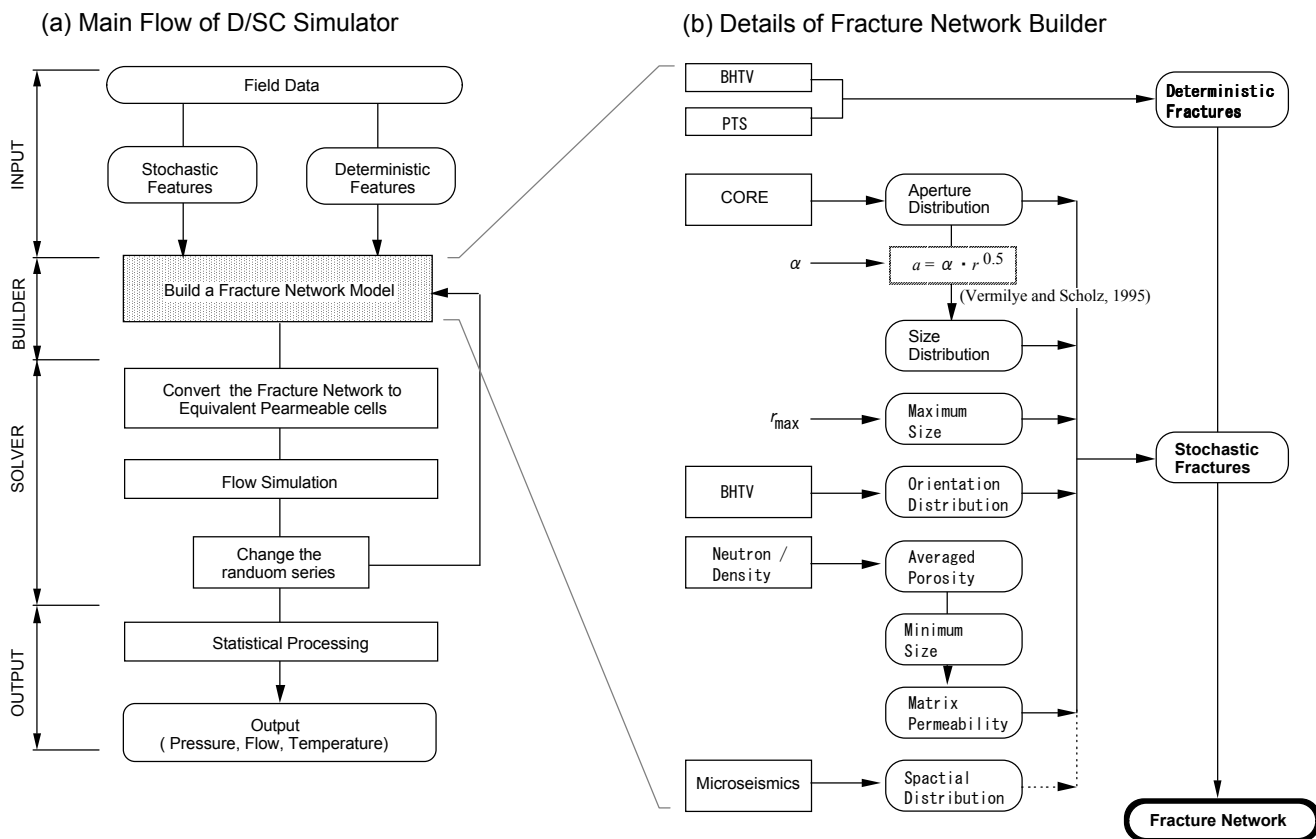 (a) Main Flow of D/SC Simulator
Field Data
Stochastic
Features
Deterministic
Features
Build a Fracture Network Model
Convert the Fracture Network to
Equivalent Pearmeable cells
Flow Simulation
Change the
randuom series
Statistical Processing
Output
( Pressure, Flow, Temperature)
INPUT
BUILDER
SOLVER
OUTPUT
(b) Details of Fracture Network Builder
BHTV
PTS
Deterministic
Fractures
CORE
Aperture
Distribution
α
a = α · r 0.5
(Vermilye and Scholz, 1995)
Size
Distribution
rmax
Maximum
Size
Stochastic
Fractures
BHTV
Orientation
Distribution
Neutron /
Density
Averaged
Porosity
Minimum
Size
Matrix
Permeability
Microseismics
Spactial
Distribution
Fracture Network